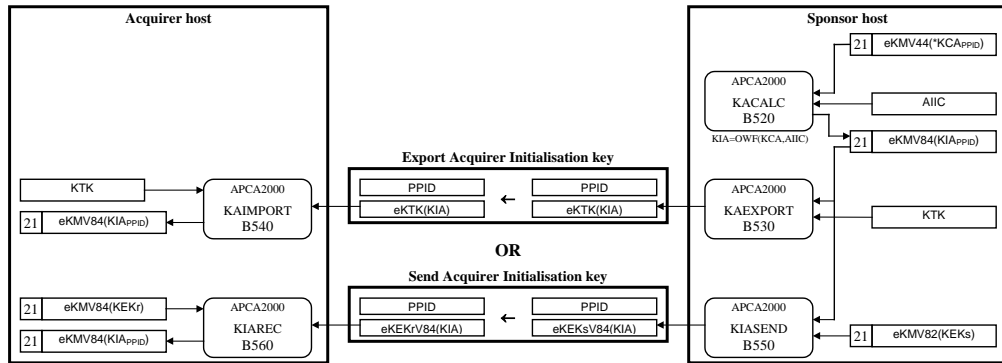 Acquirer host
Sponsor host
21 eKMV44(*KCAPPID)
APCA2000
KACALC
B520
AIIC
KIA=OWF(KCA,AIIC)
21 eKMV84(KIAPPID)
Export Acquirer Initialisation key
KTK
APCA2000
KAIMPORT
B540
21 eKMV84(KIAPPID)
PPID ← PPID
eKTK(KIA) eKTK(KIA)
APCA2000
KAEXPORT
B530
KTK
OR
Send Acquirer Initialisation key
21 eKMV84(KEKr)
APCA2000
KIAREC
B560
21 eKMV84(KIAPPID)
PPID ← PPID
eKEKrV84(KIA) eKEKsV84(KIA)
APCA2000
KIASEND
B550
21 eKMV82(KEKs)